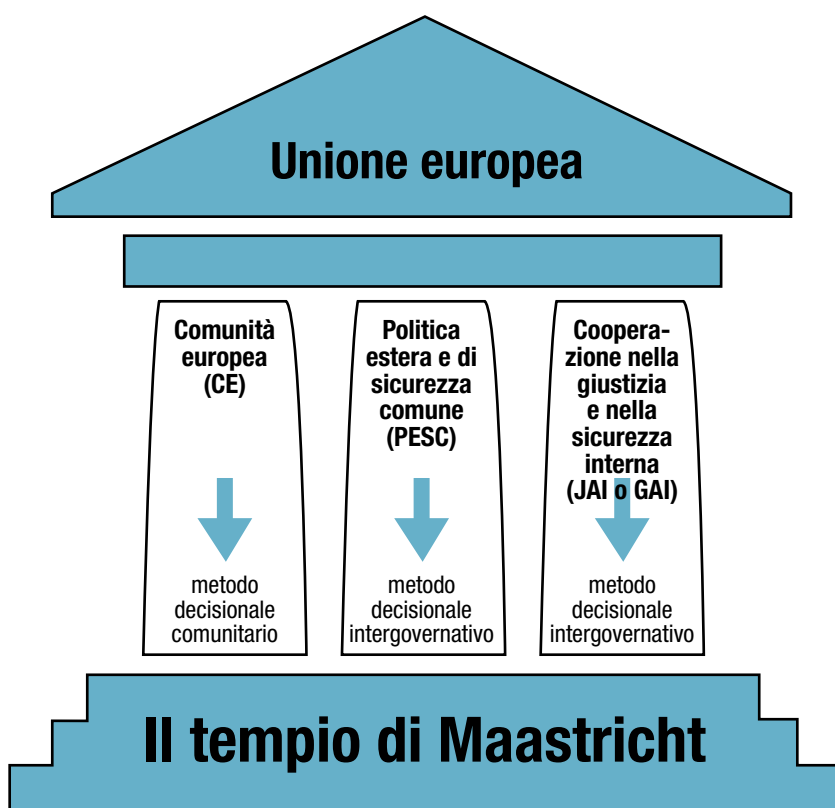 Unione europea
Comunità
europea
(CE)
metodo
decisionale
comunitario
Politica
estera e di
sicurezza
comune
(PESC)
metodo
decisionale
intergovernativo
Coopera-
zione nella
giustizia
e nella
sicurezza
interna
(JAI o GAI)
metodo
decisionale
intergovernativo
Il tempio di Maastricht